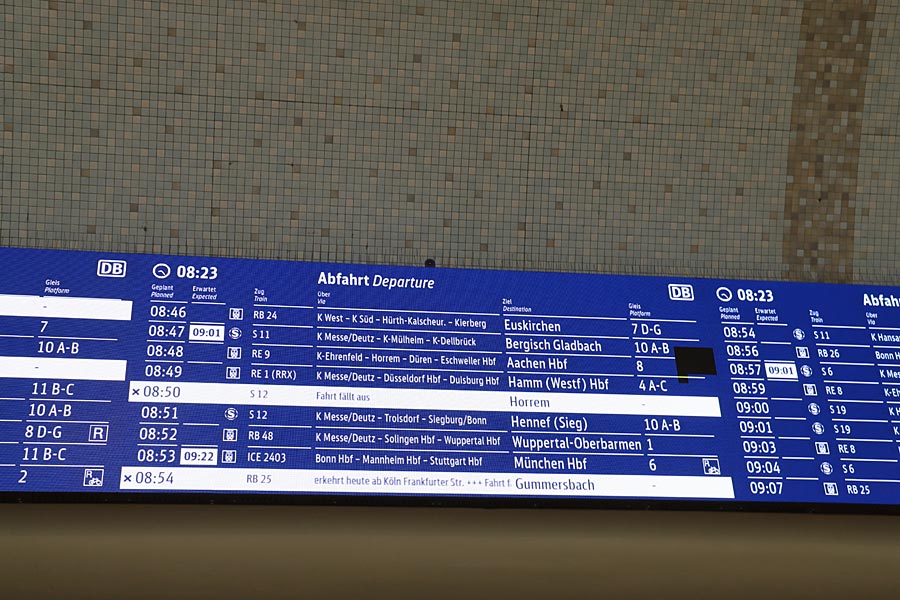 Gleis
Platform
-
7
10 A-B
-
11 B-C
10 A-B
8 D-G R
11 B-C
2 R
DB
08:23
Abfahrt Departure
DB
Geplant Erwartet Zug Über Ziel Gleis
Planned Expected Train Via Destination Platform
08:46 RB 24 K West – K Süd – Hürth-Kalscheur. – Kierberg Euskirchen 7 D-G
08:47 09:01 S S 11 K Messe/Deutz – K-Mülheim – K-Dellbrück Bergisch Gladbach 10 A-B
08:48 RE 9 K-Ehrenfeld – Horrem – Düren – Eschweiler Hbf Aachen Hbf 8
08:49 RE 1 (RRX) K Messe/Deutz – Düsseldorf Hbf – Duisburg Hbf Hamm (Westf) Hbf 4 A-C
×08:50 S 12 Fahrt fällt aus Horrem -
08:51 S S 12 K Messe/Deutz – Troisdorf – Siegburg/Bonn Hennef (Sieg) 10 A-B
08:52 RB 48 K Messe/Deutz – Solingen Hbf – Wuppertal Hbf Wuppertal-Oberbarmen 1
08:53 09:22 ICE 2403 Bonn Hbf – Mannheim Hbf – Stuttgart Hbf München Hbf 6 R
×08:54 RB 25 erkehrt heute ab Köln Frankfurter Str. +++ Fahrt f. Gummersbach -
08:23
Abfah
Geplant Erwartet Zug Über
Planned Expected Train Via
08:54 S S 11 K Hansa
08:56 RB 26 Bonn H
08:57 09:01 S S 6 K Mes
08:59 RE 8 K-Eh
09:00 S S 19 K Me
09:01 S S 19 K
09:03 RE 8 K
09:04 S S 6 K
09:07 RB 25